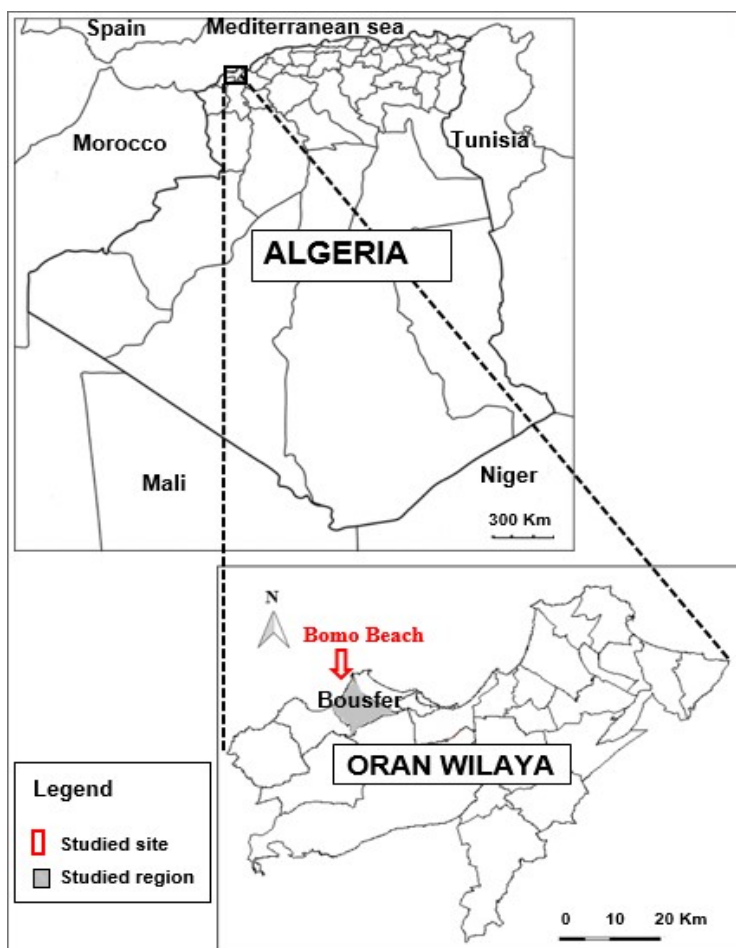 Spain
Mediterranean sea
Morocco
Tunisia
ALGERIA
Mali
Niger
300 Km
N
Bomo Beach
Bousfer
ORAN WILAYA
Legend
Studied site
Studied region
0 10 20 Km